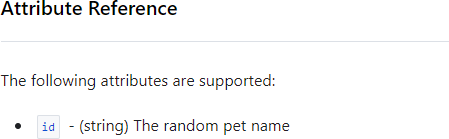 Attribute Reference
The following attributes are supported:
• id - (string) The random pet name